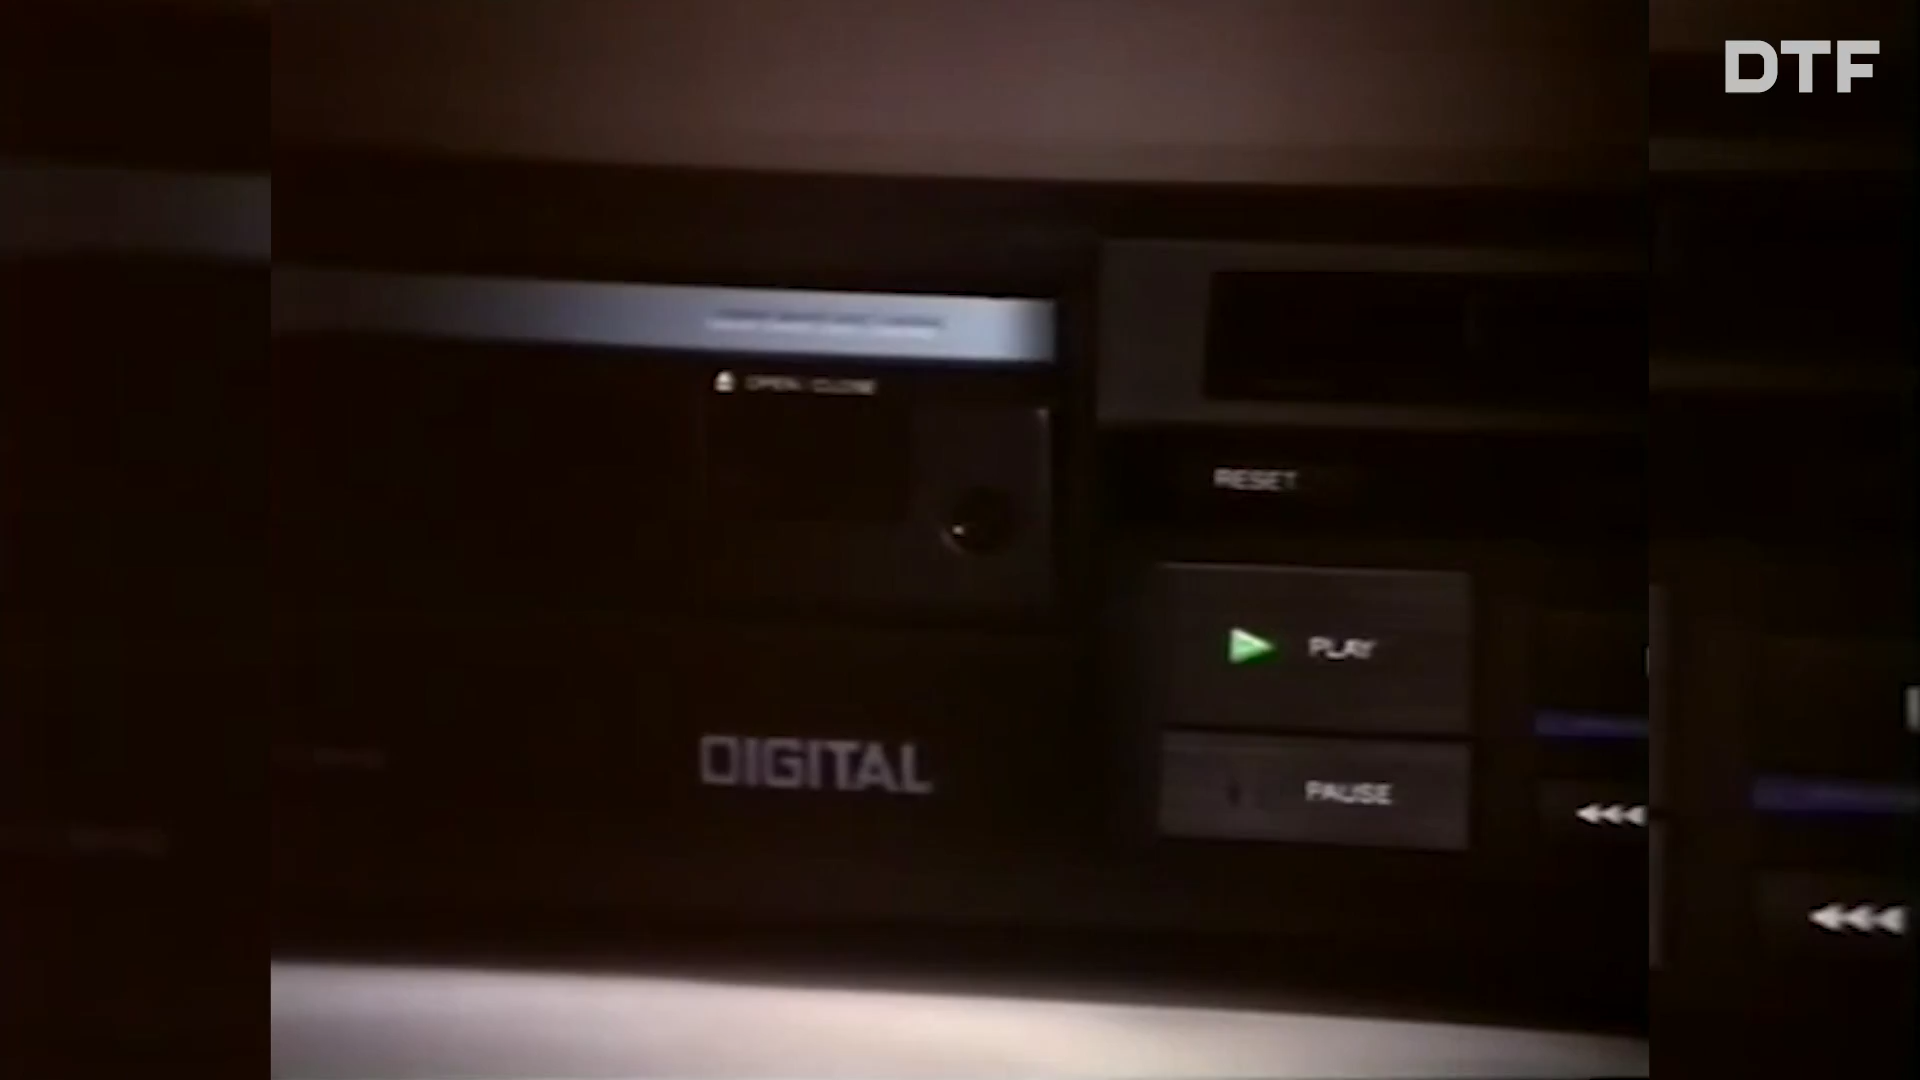 DTF
OPEN / CLOSE
RESET
PLAY
DIGITAL
PAUSE